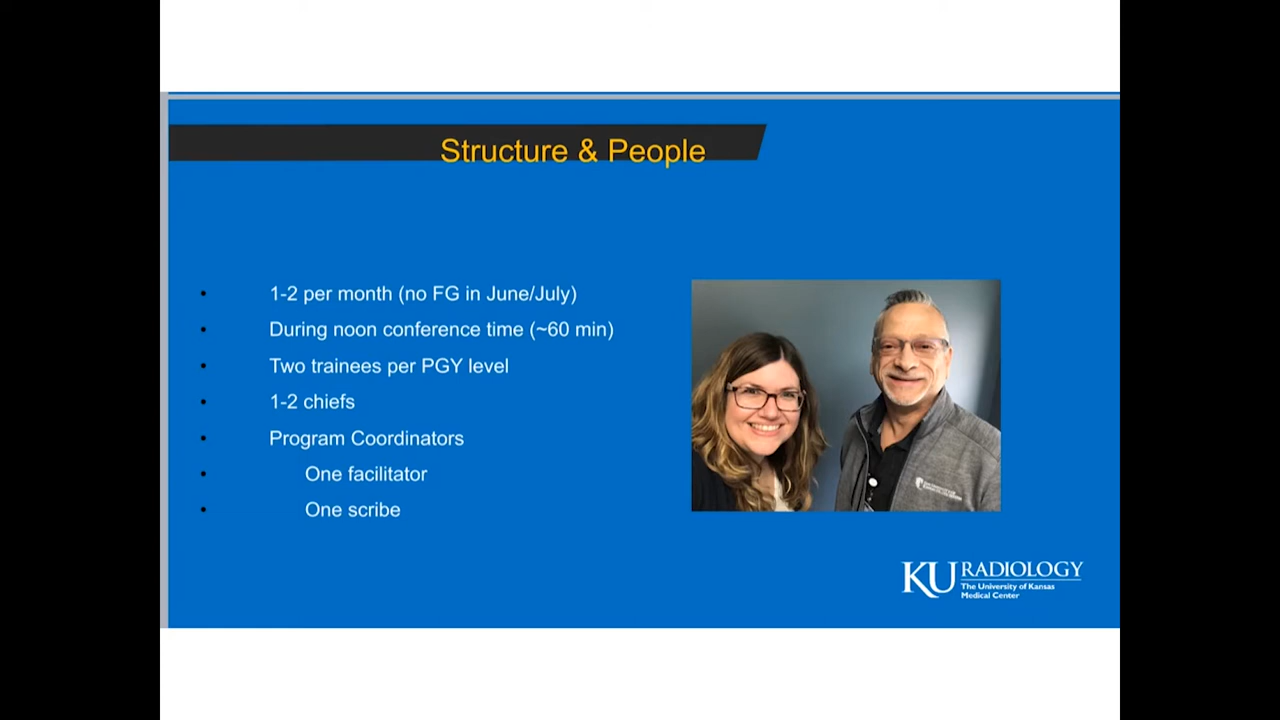 Structure & People
• 1-2 per month (no FG in June/July)
• During noon conference time (~60 min)
• Two trainees per PGY level
• 1-2 chiefs
• Program Coordinators
• One facilitator
• One scribe
KU RADIOLOGY
The University of Kansas
Medical Center